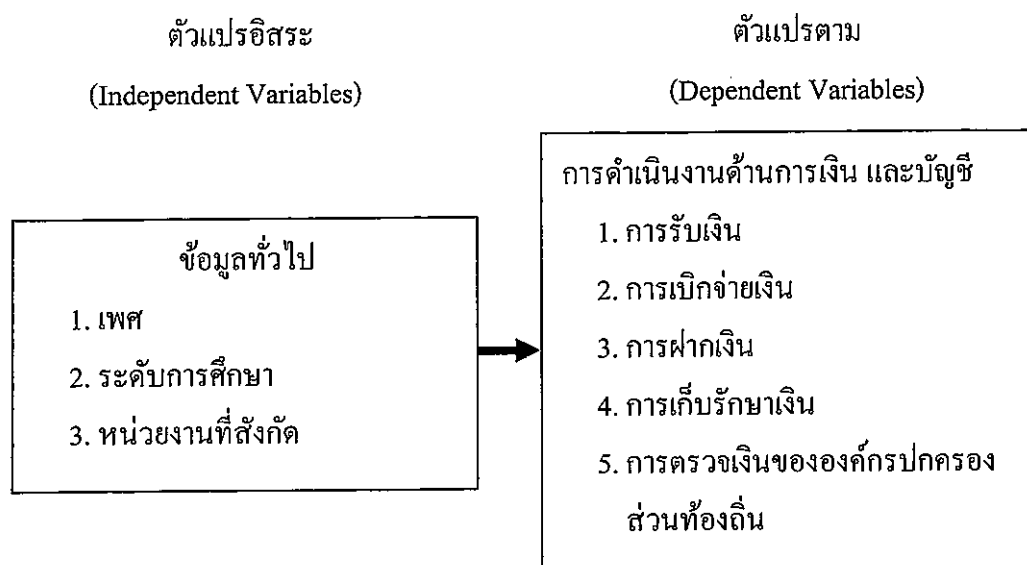 ตัวแปรอิสระ
(Independent Variables)
ข้อมูลทั่วไป
1. เพศ
2. ระดับการศึกษา
3. หน่วยงานที่สังกัด
ตัวแปรตาม
(Dependent Variables)
การดำเนินงานด้านการเงิน และบัญชี
1. การรับเงิน
2. การเบิกจ่ายเงิน
3. การฝากเงิน
4. การเก็บรักษาเงิน
5. การตรวจเงินขององค์กรปกครอง
ส่วนท้องถิ่น